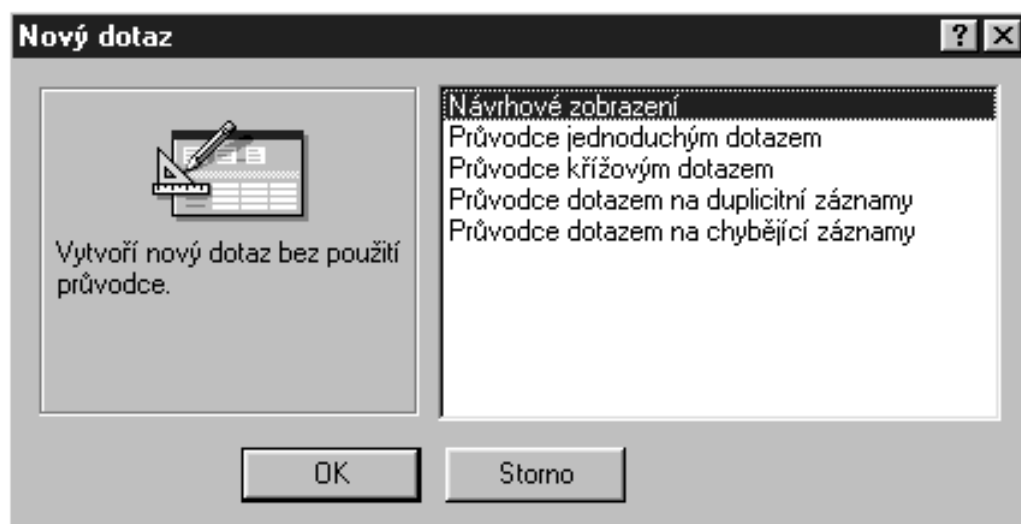 Nový dotaz
Vytvoří nový dotaz bez použití
průvodce.
Návrhové zobrazení
Průvodce jednoduchým dotazem
Průvodce křížovým dotazem
Průvodce dotazem na duplicitní záznamy
Průvodce dotazem na chybějící záznamy
OK
Storno